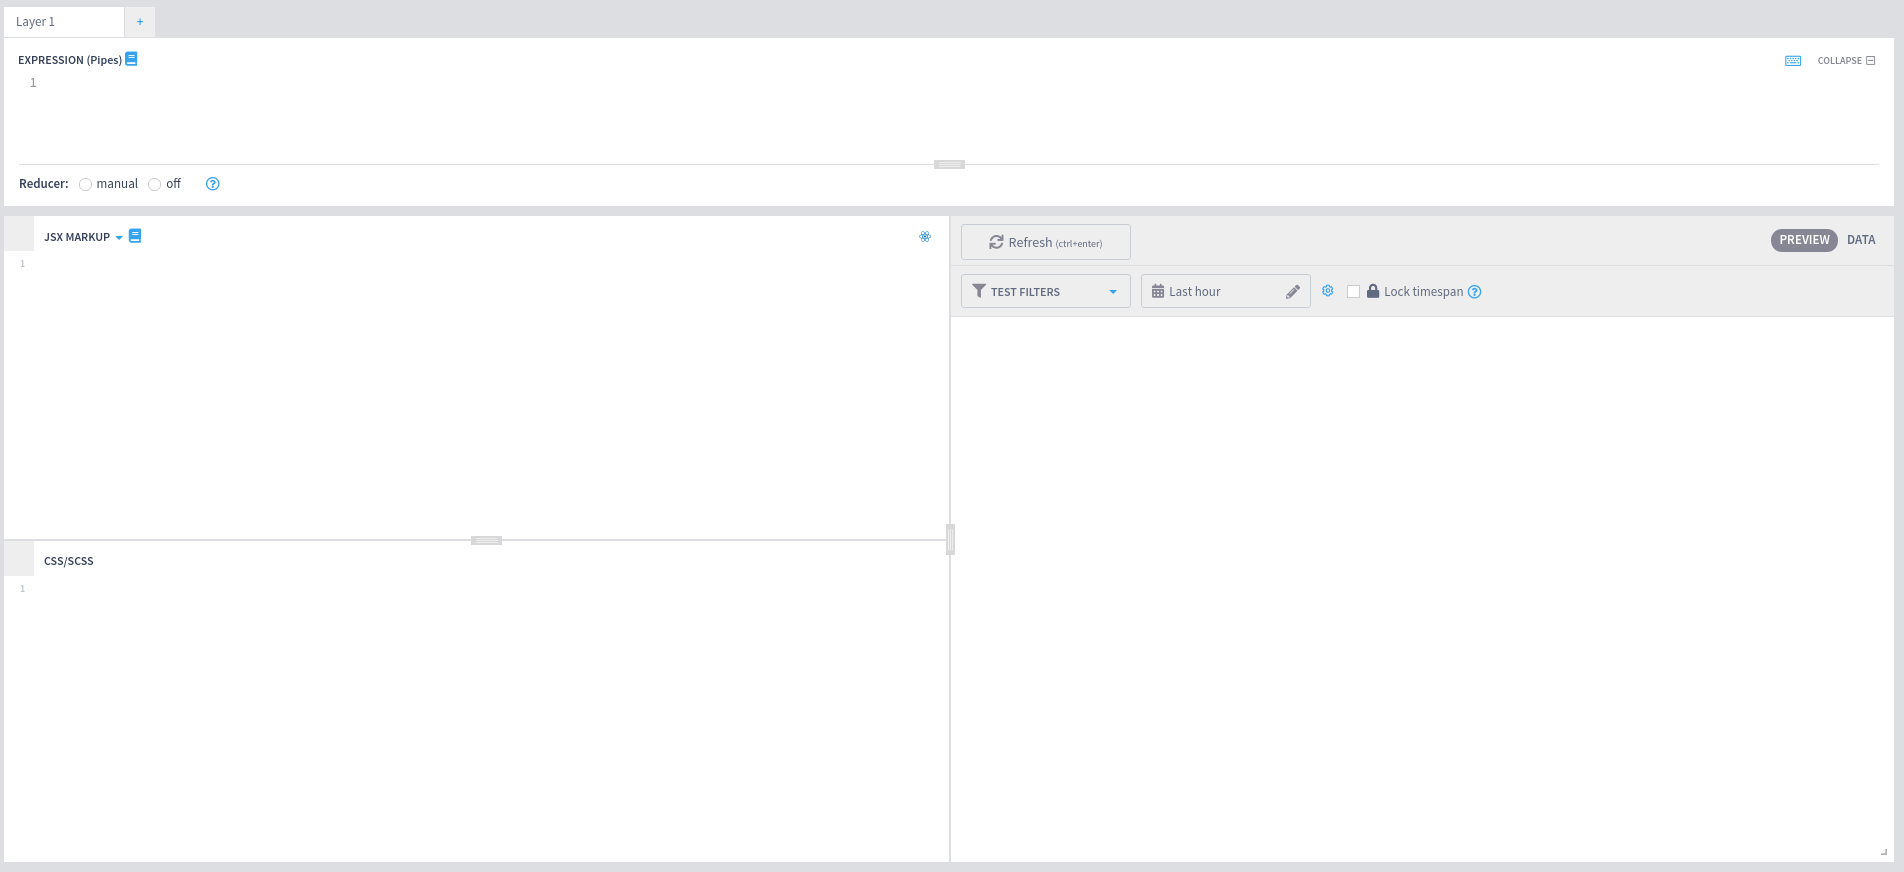 Layer 1 +
EXPRESSION (Pipes) COLLAPSE
1
Reducer: manual off ?
JSX MARKUP
1
CSS/SCSS
1
Refresh (ctrl+enter) PREVIEW DATA
TEST FILTERS Last hour Lock timespan ?